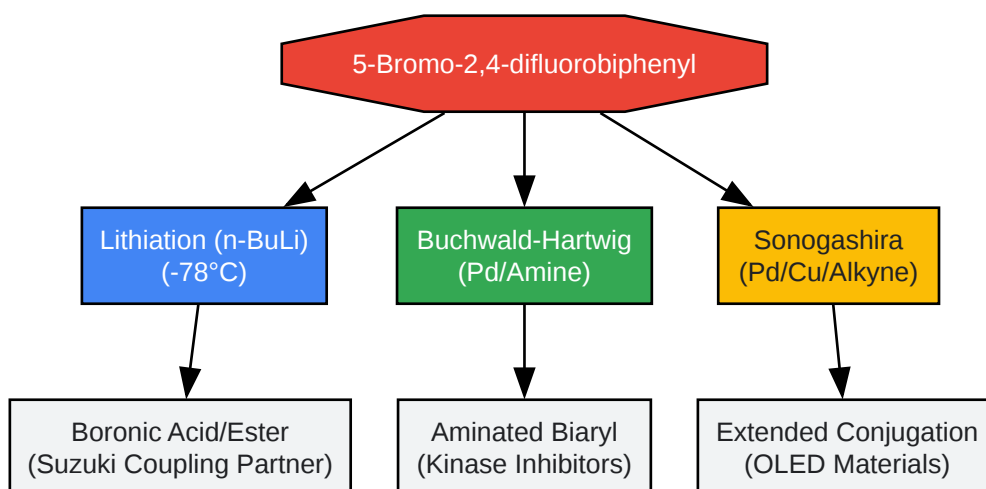 5-Bromo-2,4-difluorobiphenyl
Lithiation (n-BuLi)
(-78°C)
Buchwald-Hartwig
(Pd/Amine)
Sonogashira
(Pd/Cu/Alkyne)
Boronic Acid/Ester
(Suzuki Coupling Partner)
Aminated Biaryl
(Kinase Inhibitors)
Extended Conjugation
(OLED Materials)